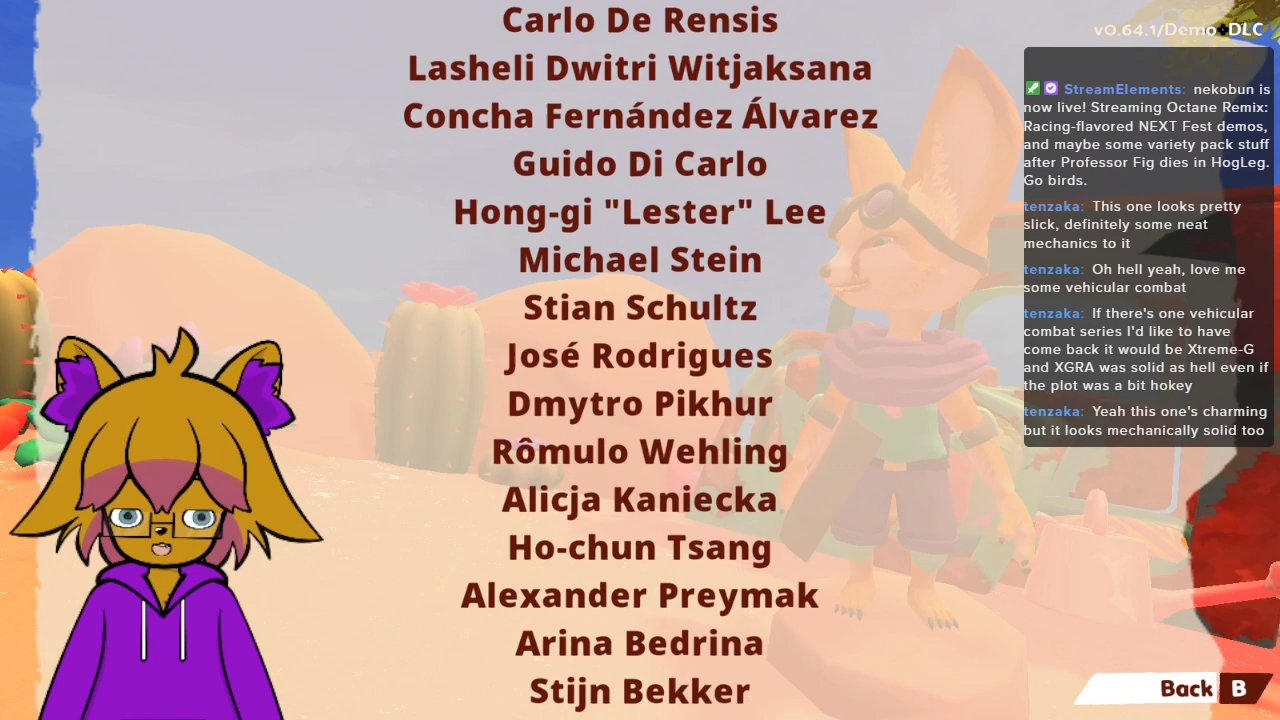 Carlo De Rensis
Lasheli Dwitri Witjaksana
Concha Fernández Álvarez
Guido Di Carlo
Hong-gi "Lester" Lee
Michael Stein
Stian Schultz
José Rodrigues
Dmytro Pikhur
Rômulo Wehling
Alicja Kaniecka
Ho-chun Tsang
Alexander Preymak
Arina Bedrina
Stijn Bekker
v0.64.1/Demo+DLC
StreamElements: nekobun is
now live! Streaming Octane Remix:
Racing-flavored NEXT Fest demos,
and maybe some variety pack stuff
after Professor Fig dies in HogLeg.
Go birds.
tenzaka: This one looks pretty
slick, definitely some neat
mechanics to it
tenzaka: Oh hell yeah, love me
some vehicular combat
tenzaka: If there's one vehicular
combat series I'd like to have
come back it would be Xtreme-G
and XGRA was solid as hell even if
the plot was a bit hokey
tenzaka: Yeah this one's charming
but it looks mechanically solid too
Back B